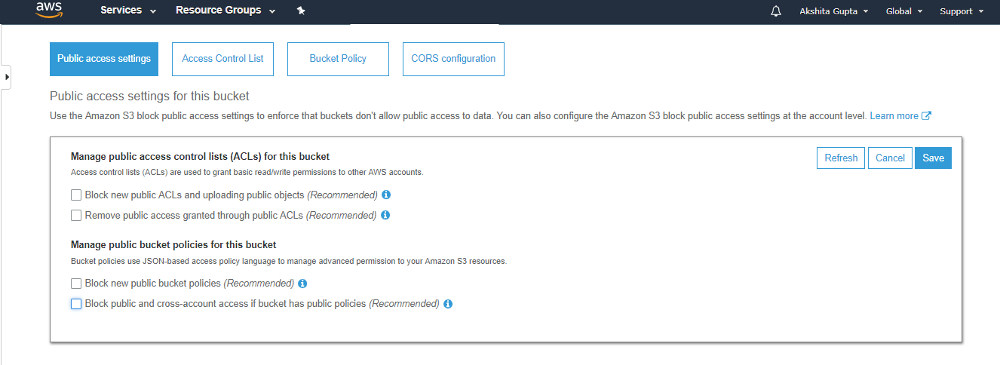 aws Services Resource Groups Akshita Gupta Global Support
Public access settings Access Control List Bucket Policy CORS configuration
Public access settings for this bucket
Use the Amazon S3 block public access settings to enforce that buckets don't allow public access to data. You can also configure the Amazon S3 block public access settings at the account level. Learn more
Manage public access control lists (ACLs) for this bucket Refresh Cancel Save
Access control lists (ACLs) are used to grant basic read/write permissions to other AWS accounts.
Block new public ACLs and uploading public objects (Recommended)
Remove public access granted through public ACLs (Recommended)
Manage public bucket policies for this bucket
Bucket policies use JSON-based access policy language to manage advanced permission to your Amazon S3 resources.
Block new public bucket policies (Recommended)
Block public and cross-account access if bucket has public policies (Recommended)